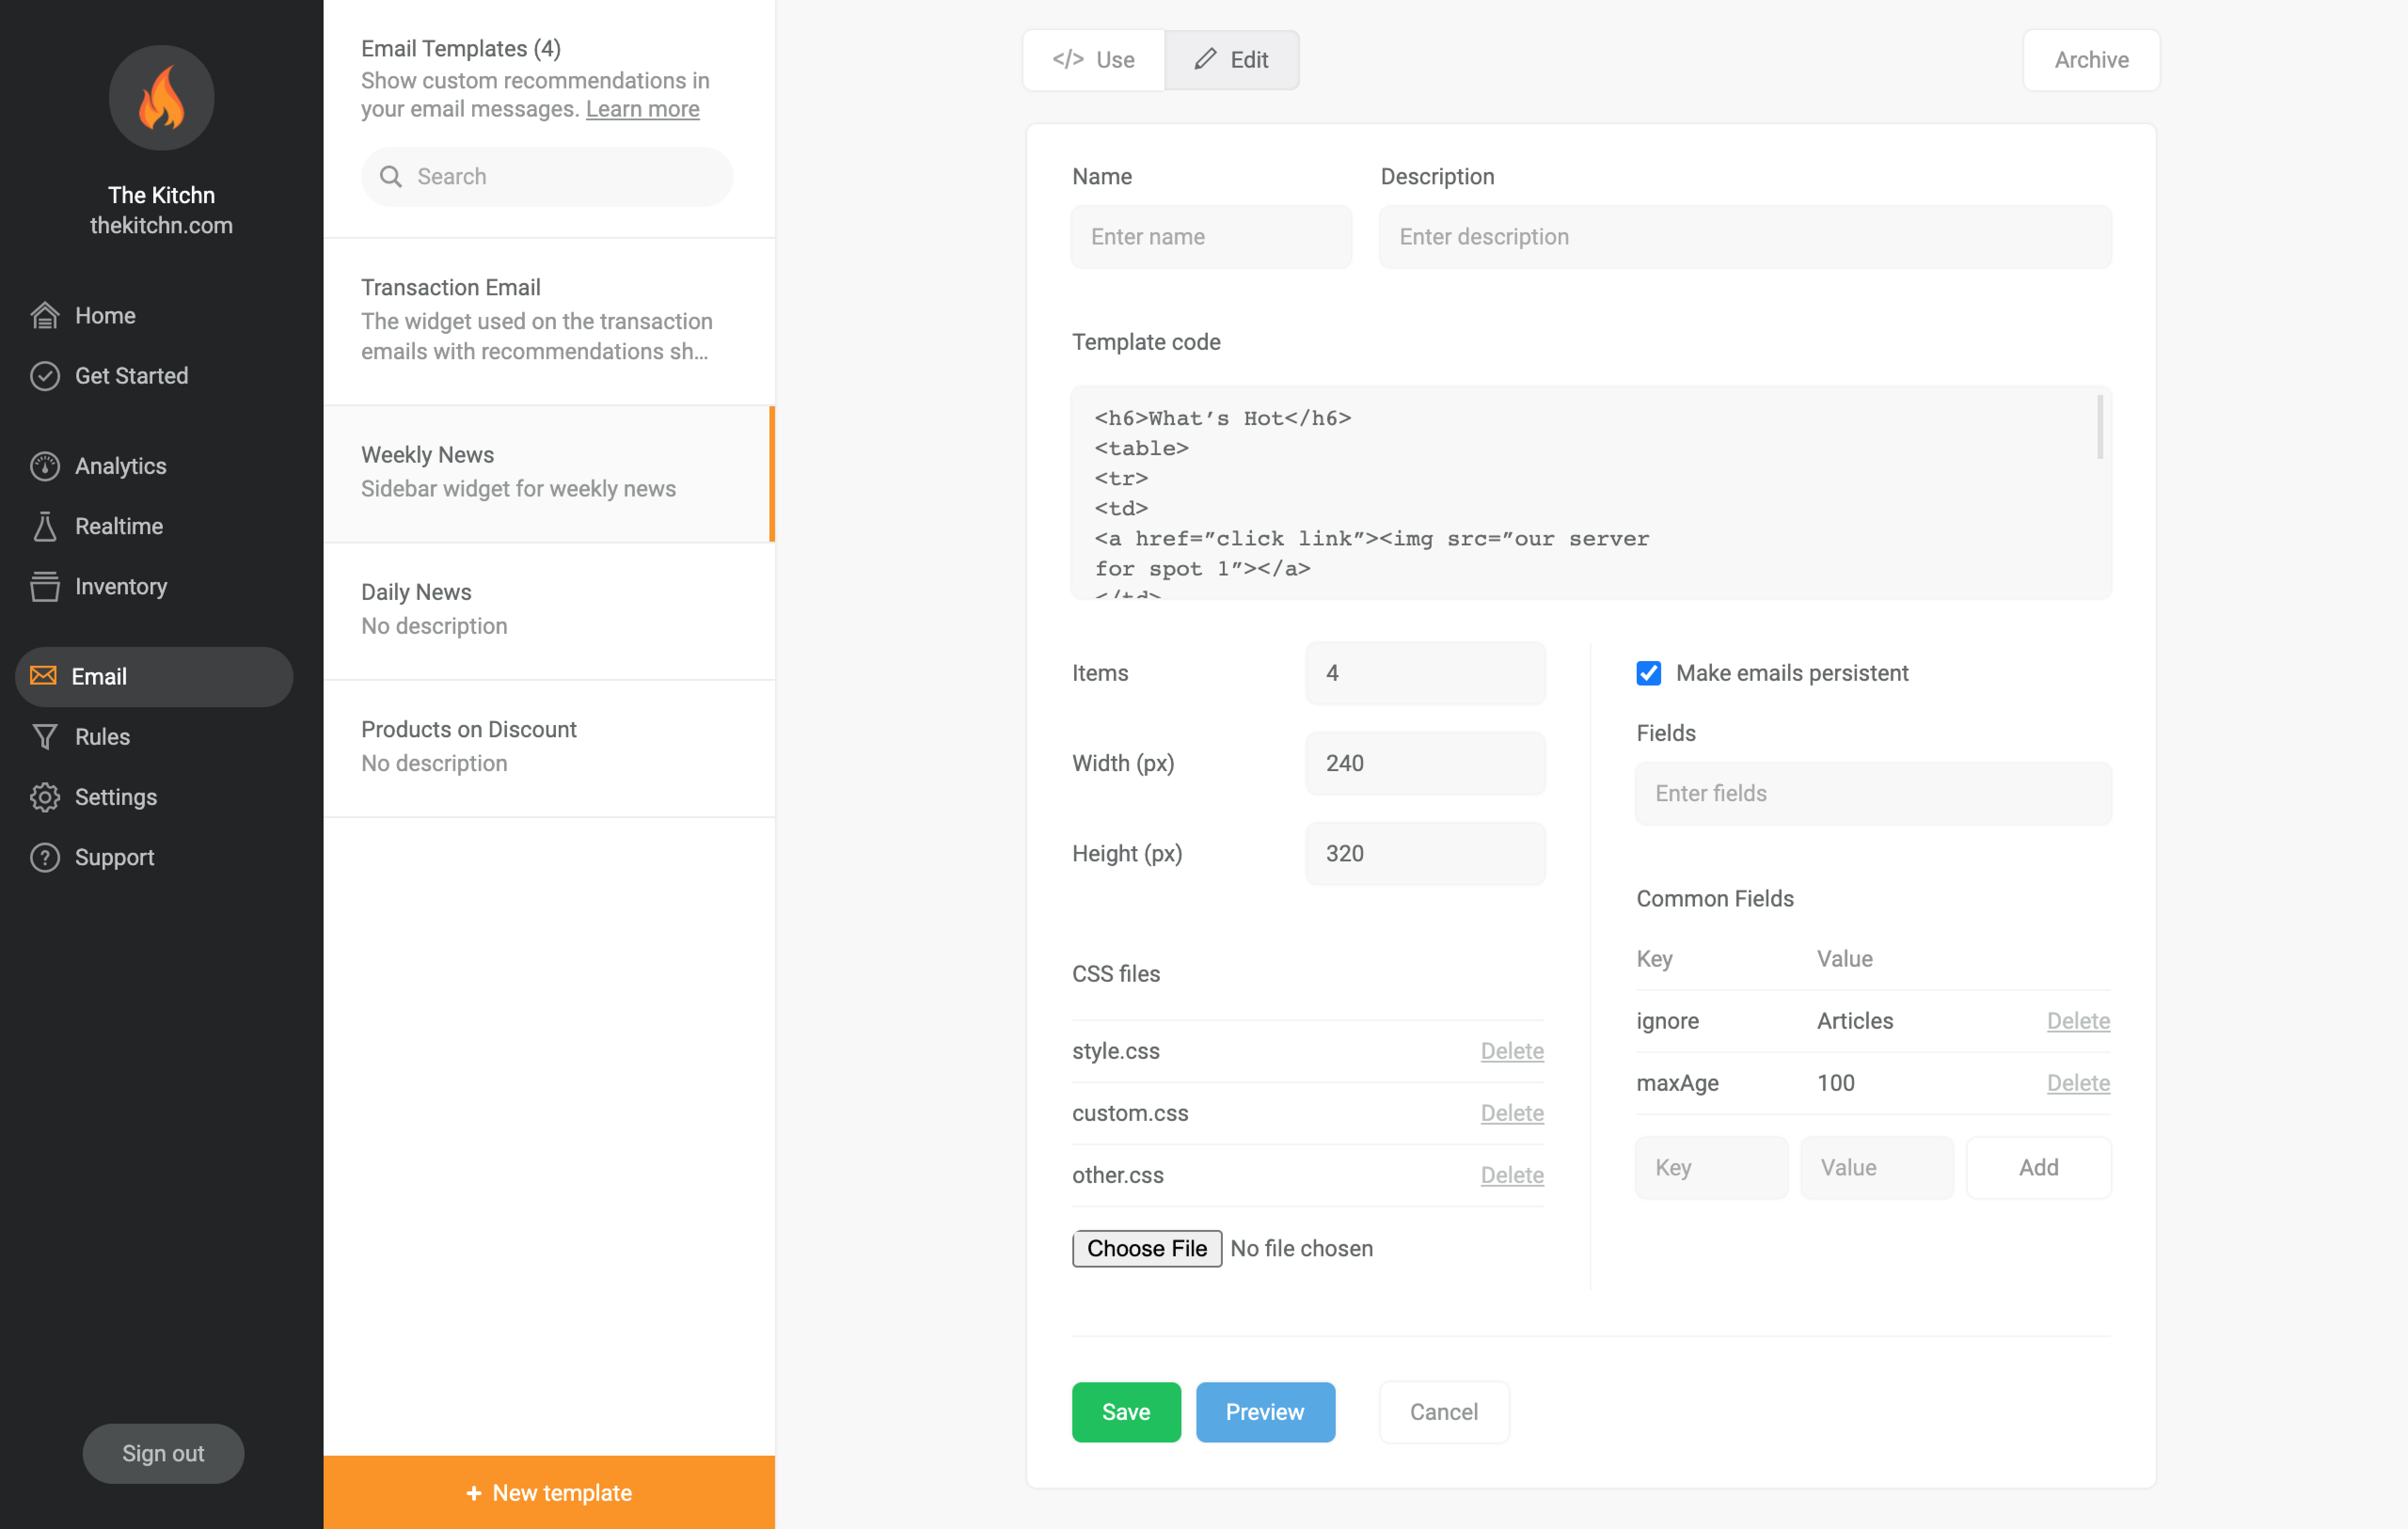 The Kitchn
thekitchn.com
Home
Get Started
Analytics
Realtime
Inventory
Email
Rules
Settings
Support
Sign out
Email Templates (4)
Show custom recommendations in
your email messages. Learn more
Search
Transaction Email
The widget used on the transaction
emails with recommendations sh...
Weekly News
Sidebar widget for weekly news
Daily News
No description
Products on Discount
No description
+ New template
</> Use
Edit
Archive
Name
Description
Enter name
Enter description
Template code
<h6>What’s Hot</h6>
<table>
<tr>
<td>
<a href=”click link”><img src=”our server
for spot 1”></a>
</td>
Items
4
Width (px)
240
Height (px)
320
CSS files
style.css Delete
custom.css Delete
other.css Delete
Choose File No file chosen
Make emails persistent
Fields
Enter fields
Common Fields
Key Value
ignore Articles Delete
maxAge 100 Delete
Key Value Add
Save Preview Cancel